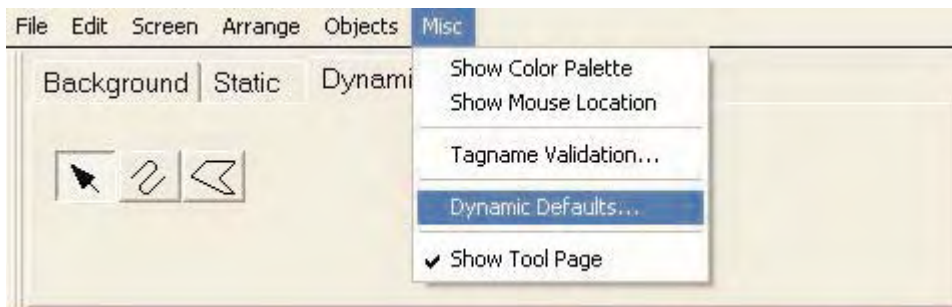 File Edit Screen Arrange Objects Misc
Background Static Dynami
Show Color Palette
Show Mouse Location
Tagname Validation...
Dynamic Defaults...
Show Tool Page